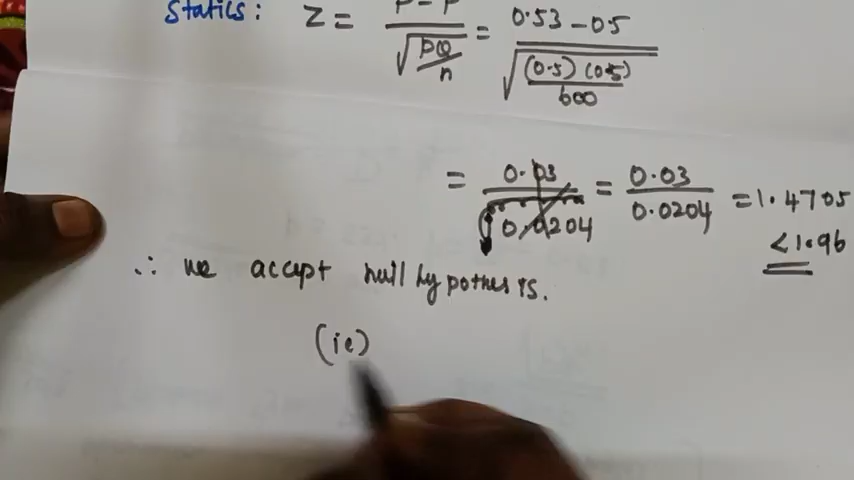 Statics: Z = p - P / √(PQ/n) = 0.53 - 0.5 / √((0.5) (0.5)/600)
= 0.03 / 0.0204 = 0.03 / 0.0204 = 1.4705
< 1.96
∴ we accept null hypothesis.
(ie)